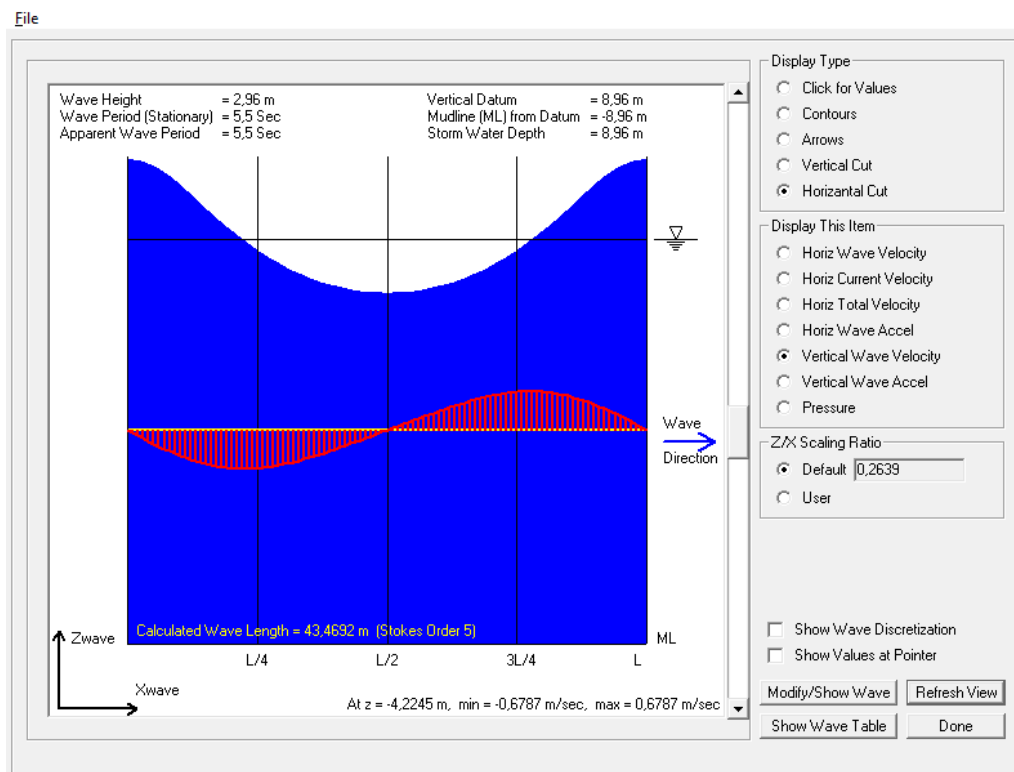 File
Wave Height = 2,96 m
Wave Period (Stationary) = 5,5 Sec
Apparent Wave Period = 5,5 Sec
Vertical Datum = 8,96 m
Mudline (ML) from Datum = -8,96 m
Storm Water Depth = 8,96 m
Wave
Direction
Calculated Wave Length = 43,4692 m (Stokes Order 5)
Zwave
ML
L/4
L/2
3L/4
L
Xwave
At z = -4,2245 m, min = -0,6787 m/sec, max = 0,6787 m/sec
Display Type
Click for Values
Contours
Arrows
Vertical Cut
Horizantal Cut
Display This Item
Horiz Wave Velocity
Horiz Current Velocity
Horiz Total Velocity
Horiz Wave Accel
Vertical Wave Velocity
Vertical Wave Accel
Pressure
Z/X Scaling Ratio
Default 0,2639
User
Show Wave Discretization
Show Values at Pointer
Modify/Show Wave
Refresh View
Show Wave Table
Done